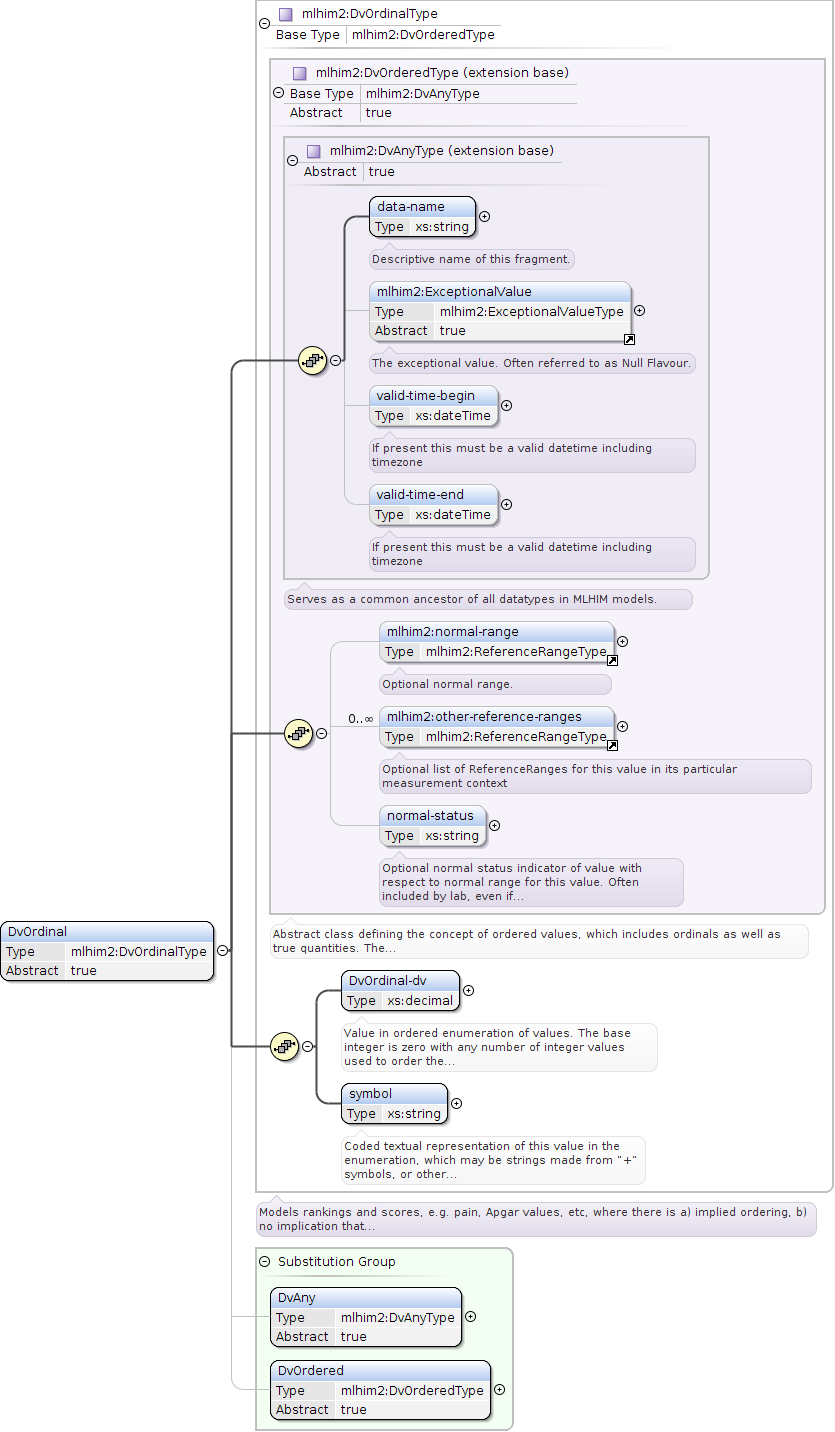 mlhim2:DvOrdinalType
Base Type mlhim2:DvOrderedType
mlhim2:DvOrderedType (extension base)
Base Type mlhim2:DvAnyType
Abstract true
mlhim2:DvAnyType (extension base)
Abstract true
data-name
Type xs:string
Descriptive name of this fragment.
mlhim2:ExceptionalValue
Type mlhim2:ExceptionalValueType
Abstract true
The exceptional value. Often referred to as Null Flavour.
valid-time-begin
Type xs:dateTime
If present this must be a valid datetime including
timezone
valid-time-end
Type xs:dateTime
If present this must be a valid datetime including
timezone
Serves as a common ancestor of all datatypes in MLHIM models.
mlhim2:normal-range
Type mlhim2:ReferenceRangeType
Optional normal range.
0..∞
mlhim2:other-reference-ranges
Type mlhim2:ReferenceRangeType
Optional list of ReferenceRanges for this value in its particular
measurement context
normal-status
Type xs:string
Optional normal status indicator of value with
respect to normal range for this value. Often
included by lab, even if...
DvOrdinal
Type mlhim2:DvOrdinalType
Abstract true
Abstract class defining the concept of ordered values, which includes ordinals as well as
true quantities. The...
DvOrdinal-dv
Type xs:decimal
Value in ordered enumeration of values. The base
integer is zero with any number of integer values
used to order the...
symbol
Type xs:string
Coded textual representation of this value in the
enumeration, which may be strings made from "+"
symbols, or other...
Models rankings and scores, e.g. pain, Apgar values, etc, where there is a) implied ordering, b)
no implication that...
Substitution Group
DvAny
Type mlhim2:DvAnyType
Abstract true
DvOrdered
Type mlhim2:DvOrderedType
Abstract true